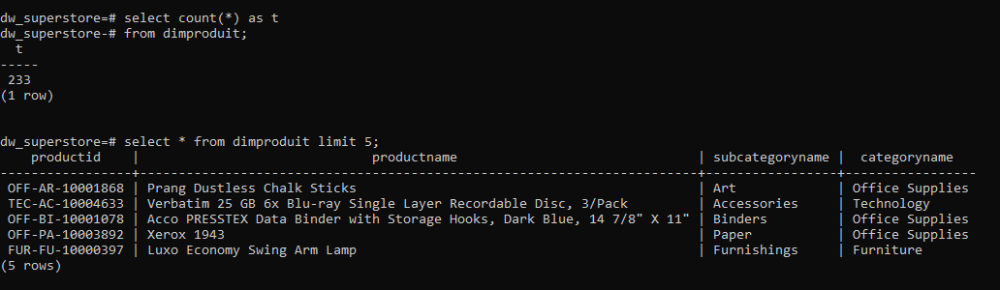 dw_superstore=# select count(*) as t
dw_superstore-# from dimproduit;
  t
-----
 233
(1 row)
dw_superstore=# select * from dimproduit limit 5;
    productid    |                              productname                              | subcategoryname |  categoryname
-----------------+-----------------------------------------------------------------------+-----------------+-----------------
 OFF-AR-10001868 | Prang Dustless Chalk Sticks                                           | Art             | Office Supplies
 TEC-AC-10004633 | Verbatim 25 GB 6x Blu-ray Single Layer Recordable Disc, 3/Pack        | Accessories     | Technology
 OFF-BI-10001078 | Acco PRESSTEX Data Binder with Storage Hooks, Dark Blue, 14 7/8" X 11" | Binders         | Office Supplies
 OFF-PA-10003892 | Xerox 1943                                                            | Paper           | Office Supplies
 FUR-FU-10000397 | Luxo Economy Swing Arm Lamp                                           | Furnishings     | Furniture
(5 rows)